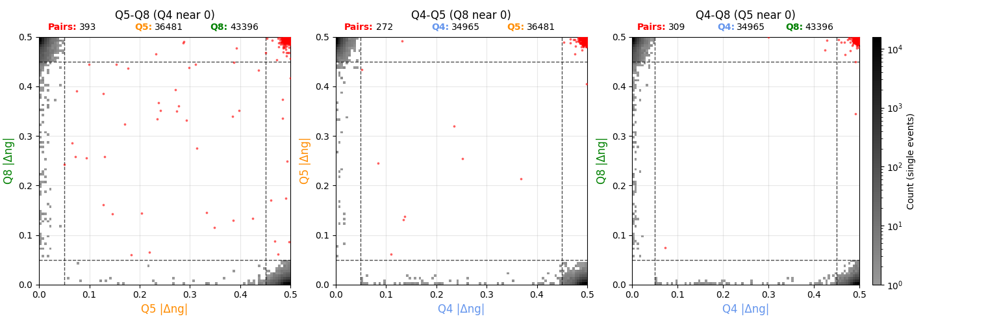 Q5-Q8 (Q4 near 0)
Pairs: 393 Q5: 36481 Q8: 43396
0.5
0.4
0.3
0.2
0.1
0.0
Q8 |Δng|
0.0 0.1 0.2 0.3 0.4 0.5
Q5 |Δng|
Q4-Q5 (Q8 near 0)
Pairs: 272 Q4: 34965 Q5: 36481
0.5
0.4
0.3
0.2
0.1
0.0
Q5 |Δng|
0.0 0.1 0.2 0.3 0.4 0.5
Q4 |Δng|
Q4-Q8 (Q5 near 0)
Pairs: 309 Q4: 34965 Q8: 43396
0.5
0.4
0.3
0.2
0.1
0.0
Q8 |Δng|
0.0 0.1 0.2 0.3 0.4 0.5
Q4 |Δng|
10⁴
10³
10²
10¹
10⁰
Count (single events)